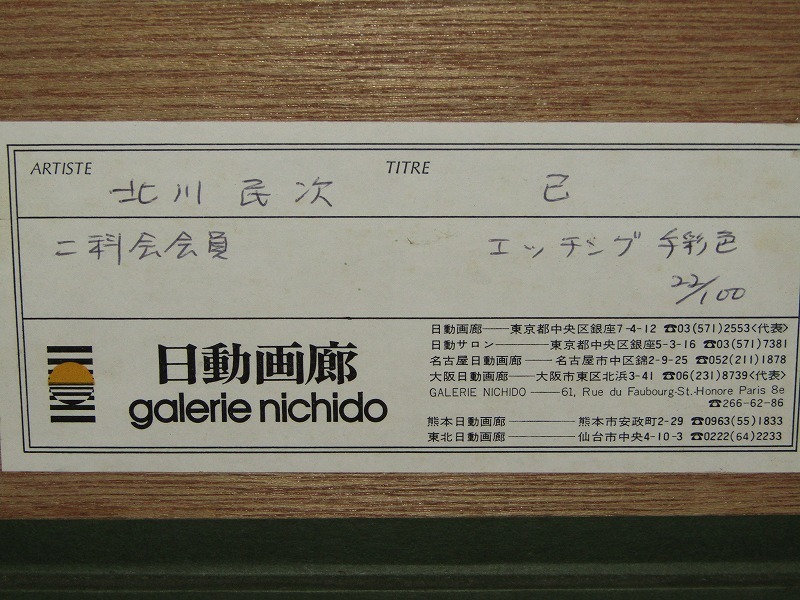 ARTISTE 北川民次 TITRE 巳
二科会会員 エッチング 手彩色
22/100
日動画廊
galerie nichido
日動画廊──東京都中央区銀座7-4-12 ☎03(571)2553<代表>
日動サロン──東京都中央区銀座5-3-16 ☎03(571)7381
名古屋日動画廊──名古屋市中区錦2-9-25 ☎052(211)1878
大阪日動画廊──大阪市東区北浜3-41 ☎06(231)8739<代表>
GALERIE NICHIDO──61, Rue du Faubourg-St.-Honore Paris 8e
☎266-62-86
熊本日動画廊──熊本市安政町2-29 ☎0963(55)1833
東北日動画廊──仙台市中央4-10-3 ☎0222(64)2233